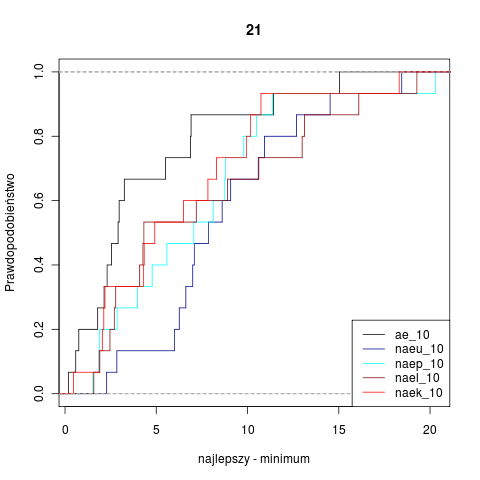 21
Prawdopodobieństwo
1.0
0.8
0.6
0.4
0.2
0.0
ae_10
naeu_10
naep_10
nael_10
naek_10
0 5 10 15 20
najlepszy - minimum